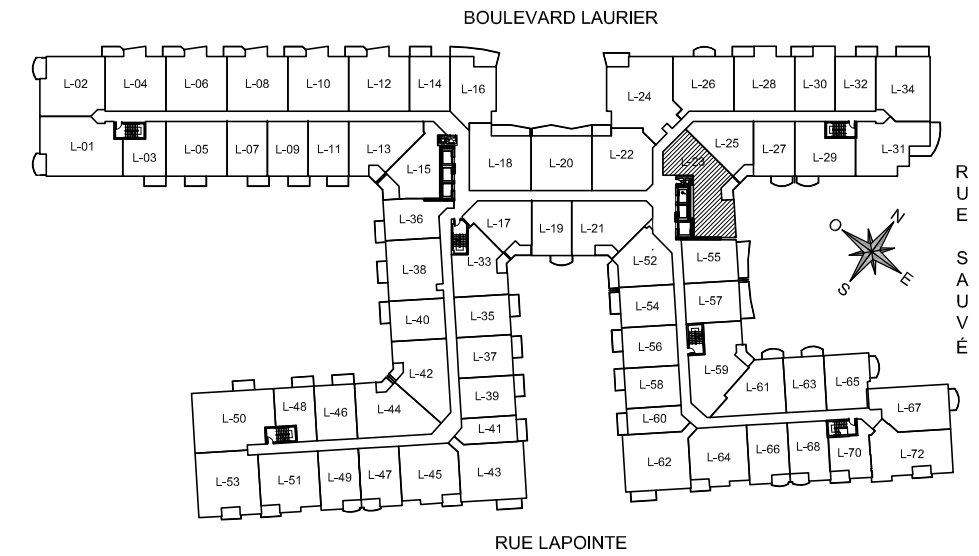 BOULEVARD LAURIER
L-02
L-04
L-06
L-08
L-10
L-12
L-14
L-16
L-24
L-26
L-28
L-30
L-32
L-34
L-01
L-03
L-05
L-07
L-09
L-11
L-13
L-15
L-18
L-20
L-22
L-23
L-25
L-27
L-29
L-31
L-36
L-17
L-19
L-21
L-38
L-33
L-52
L-55
L-40
L-35
L-54
L-57
L-42
L-37
L-56
L-59
L-39
L-58
L-61
L-63
L-65
L-50
L-48
L-46
L-44
L-41
L-60
L-67
L-53
L-51
L-49
L-47
L-45
L-43
L-62
L-64
L-66
L-68
L-70
L-72
RUE SAUVÉ
N
O
E
S
RUE LAPOINTE